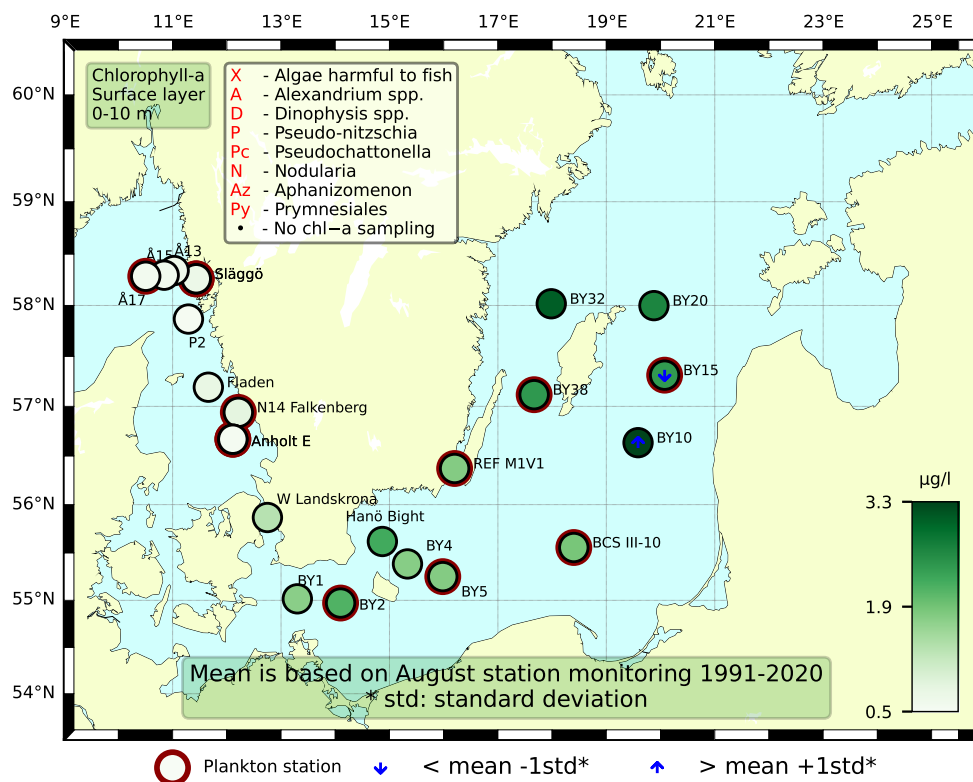 9°E 11°E 13°E 15°E 17°E 19°E 21°E 23°E 25°E
Chlorophyll-a
Surface layer
0-10 m
X - Algae harmful to fish
A - Alexandrium spp.
D - Dinophysis spp.
P - Pseudo-nitzschia
Pc - Pseudochattonella
N - Nodularia
Az - Aphanizomenon
Py - Prymnesiales
• - No chl−a sampling
60°N
59°N
58°N
57°N
56°N
55°N
54°N
Å13
Å15
Släggö
Å17
P2
BY32
BY20
Fladen
BY15
BY38
N14 Falkenberg
Anholt E
BY10
REF M1V1
W Landskrona
Hanö Bight
BCS III-10
BY4
BY1
BY5
BY2
µg/l
3.3
1.9
0.5
Mean is based on August station monitoring 1991-2020
* std: standard deviation
Plankton station
< mean -1std*
> mean +1std*